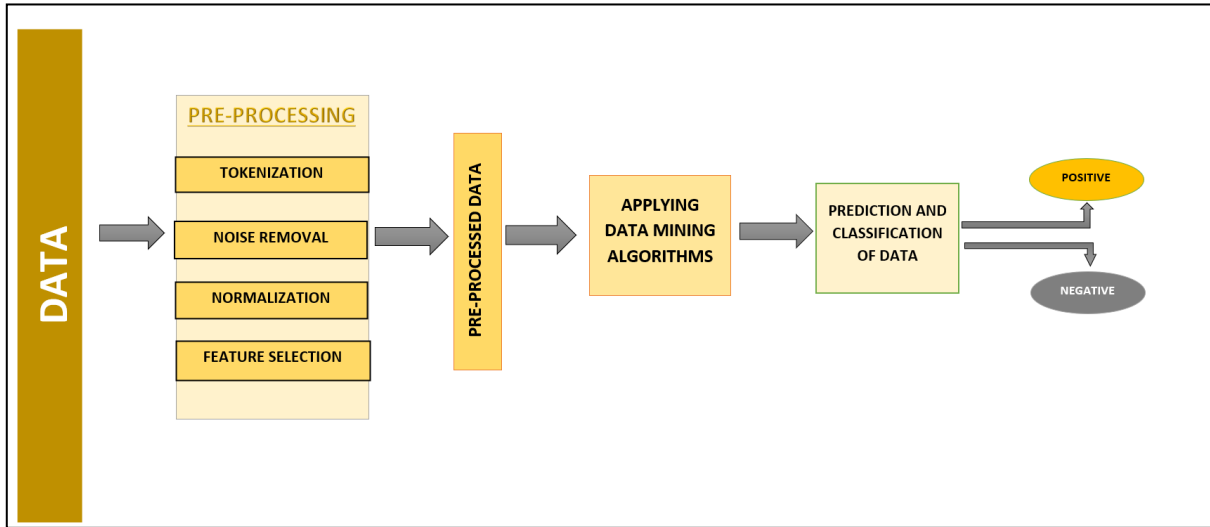 DATA
PRE-PROCESSING
TOKENIZATION
NOISE REMOVAL
NORMALIZATION
FEATURE SELECTION
PRE-PROCESSED DATA
APPLYING
DATA MINING
ALGORITHMS
PREDICTION AND
CLASSIFICATION
OF DATA
POSITIVE
NEGATIVE